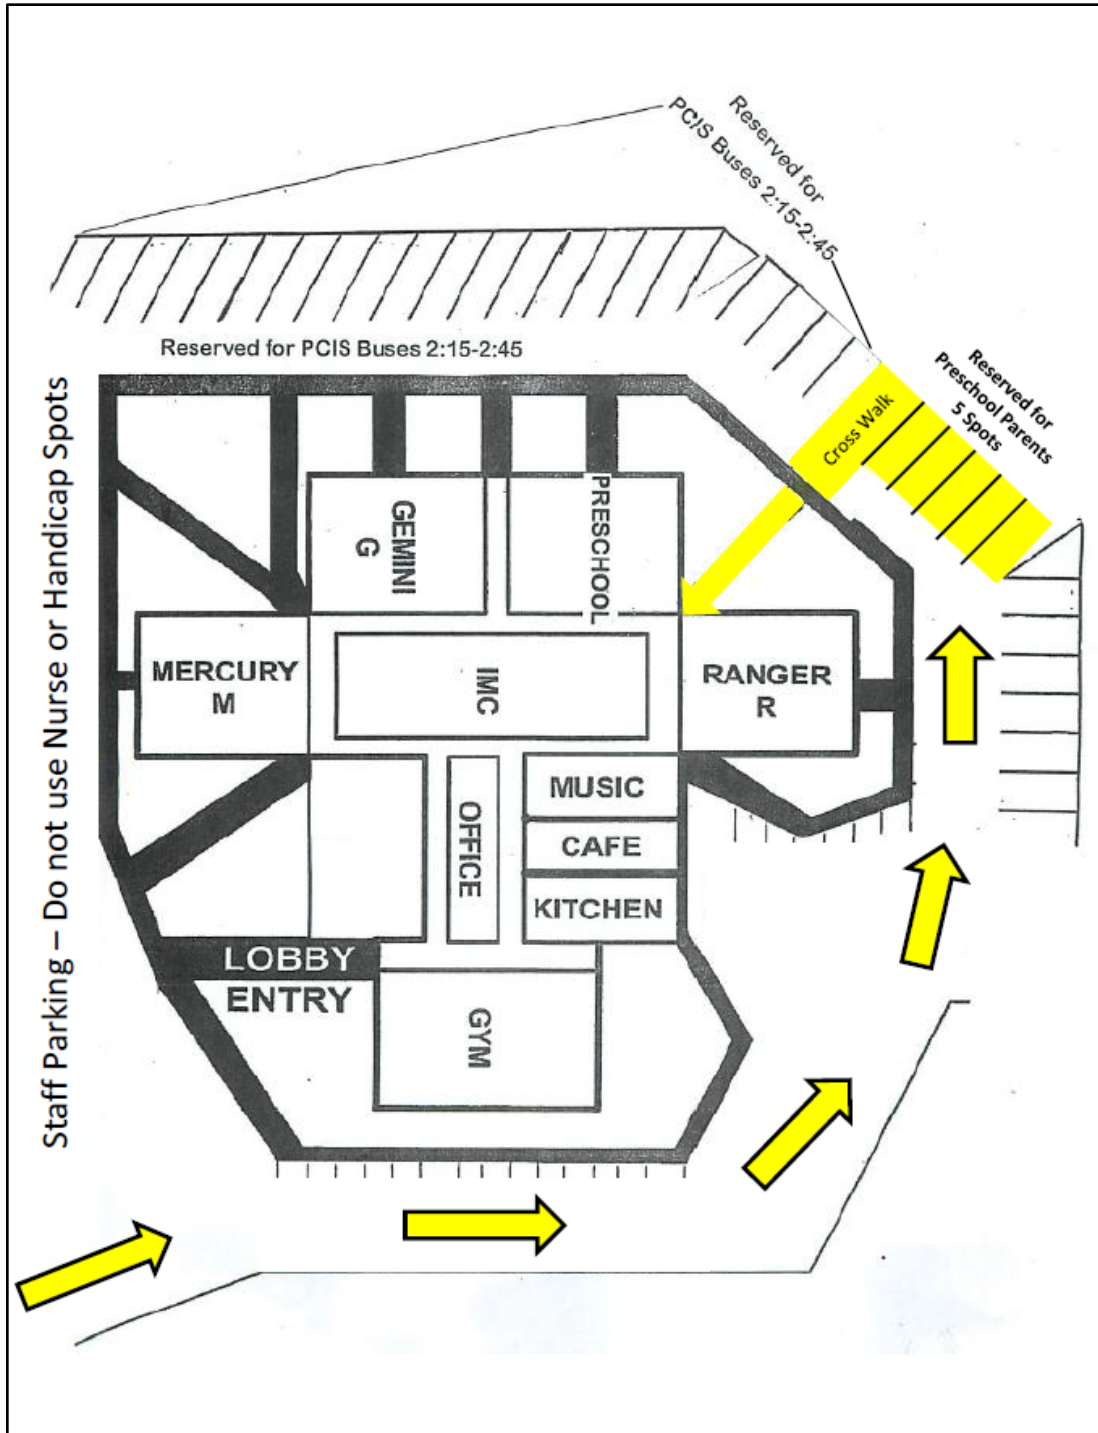 Reserved for
PCIS Buses 2:15-2:45
Reserved for PCIS Buses 2:15-2:45
Reserved for
Preschool Parents
5 Spots
Cross Walk
Staff Parking – Do not use Nurse or Handicap Spots
GEMINI
G
PRESCHOOL
MERCURY
M
IMC
RANGER
R
MUSIC
OFFICE
CAFE
KITCHEN
LOBBY
ENTRY
GYM